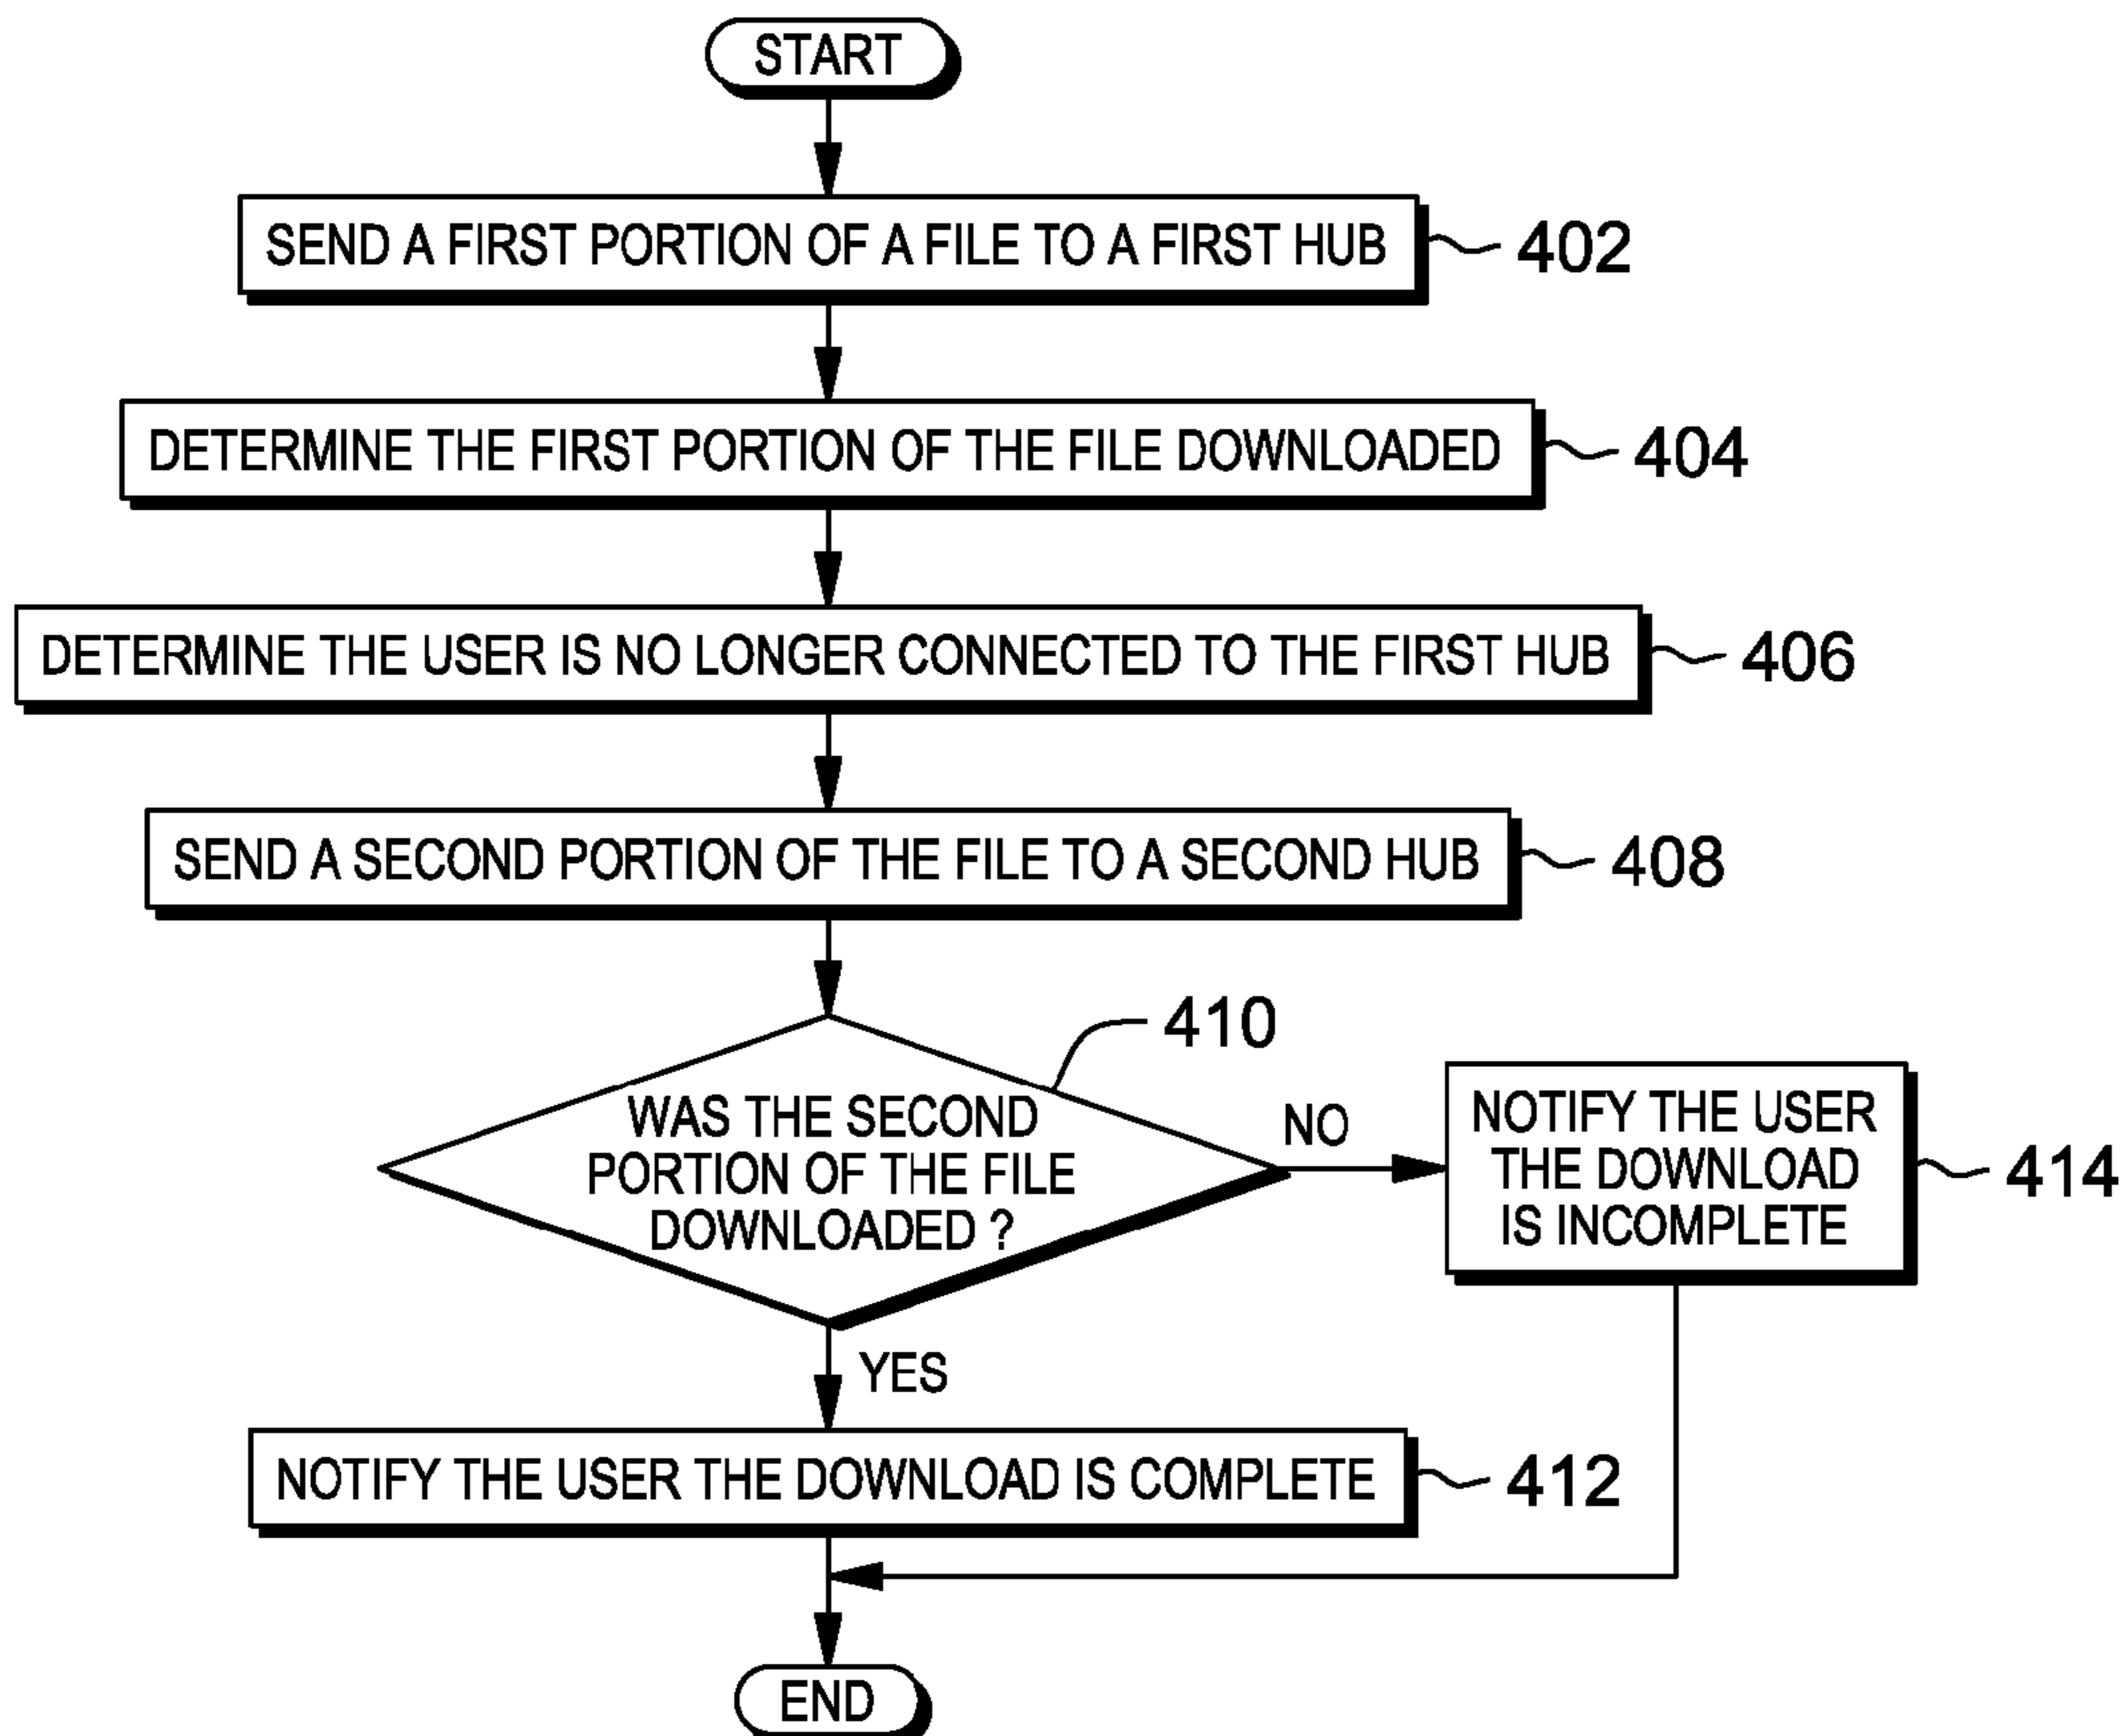 START
SEND A FIRST PORTION OF A FILE TO A FIRST HUB
402
DETERMINE THE FIRST PORTION OF THE FILE DOWNLOADED
404
DETERMINE THE USER IS NO LONGER CONNECTED TO THE FIRST HUB
406
SEND A SECOND PORTION OF THE FILE TO A SECOND HUB
408
410
WAS THE SECOND
PORTION OF THE FILE
DOWNLOADED ?
NO
NOTIFY THE USER
THE DOWNLOAD
IS INCOMPLETE
414
YES
NOTIFY THE USER THE DOWNLOAD IS COMPLETE
412
END